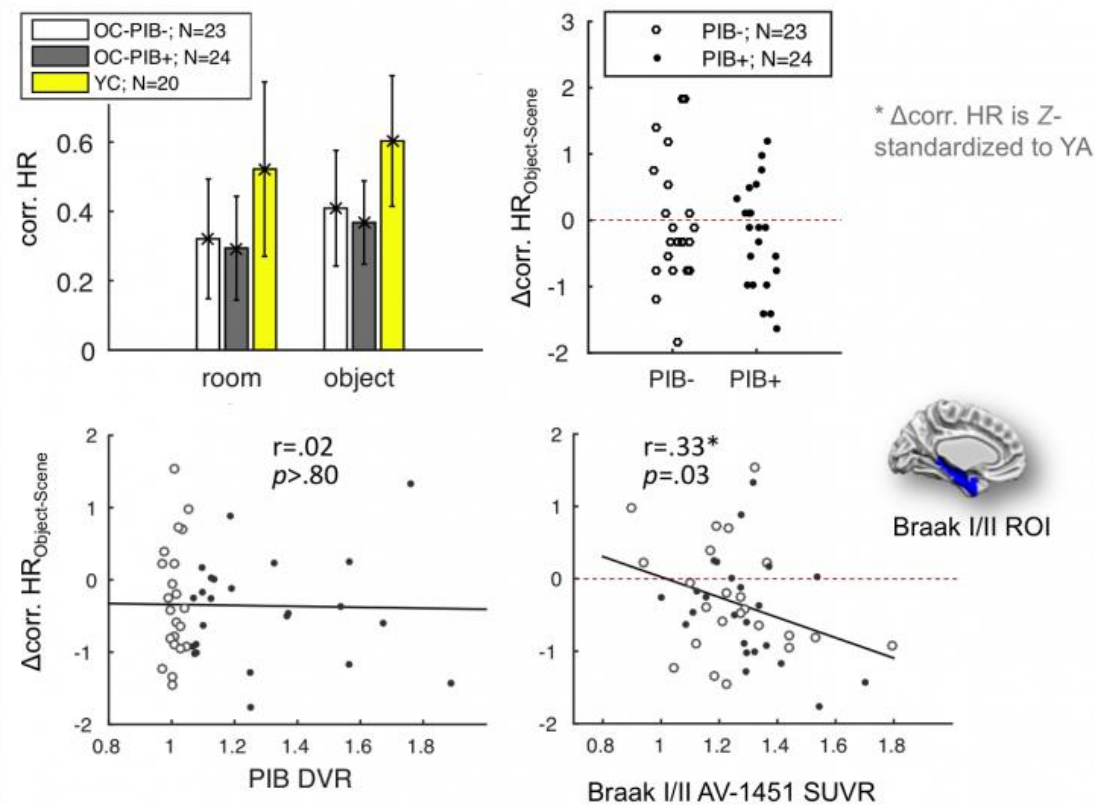 OC-PIB-; N=23
OC-PIB+; N=24
YC; N=20
corr. HR
0.6
0.4
0.2
0
room object
PIB-; N=23
PIB+; N=24
Δcorr. HR Object-Scene
3
2
1
0
-1
-2
PIB- PIB+
* Δcorr. HR is Z-
standardized to YA
Δcorr. HR Object-Scene
2
1
0
-1
-2
r=.02
p>.80
0.8 1 1.2 1.4 1.6 1.8
PIB DVR
2
1
0
-1
-2
r=.33*
p=.03
0.8 1 1.2 1.4 1.6 1.8
Braak I/II AV-1451 SUVR
Braak I/II ROI